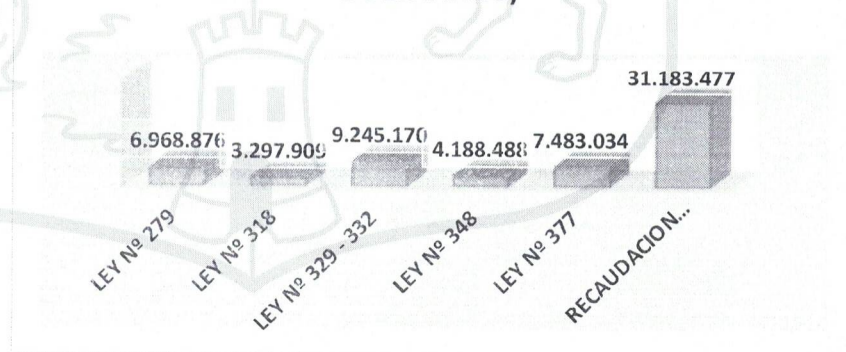 6.968.876
3.297.909
9.245.170
4.188.488
7.483.034
31.183.477
LEY Nº 279
LEY Nº 318
LEY Nº 329 - 332
LEY Nº 348
LEY Nº 377
RECAUDACION...